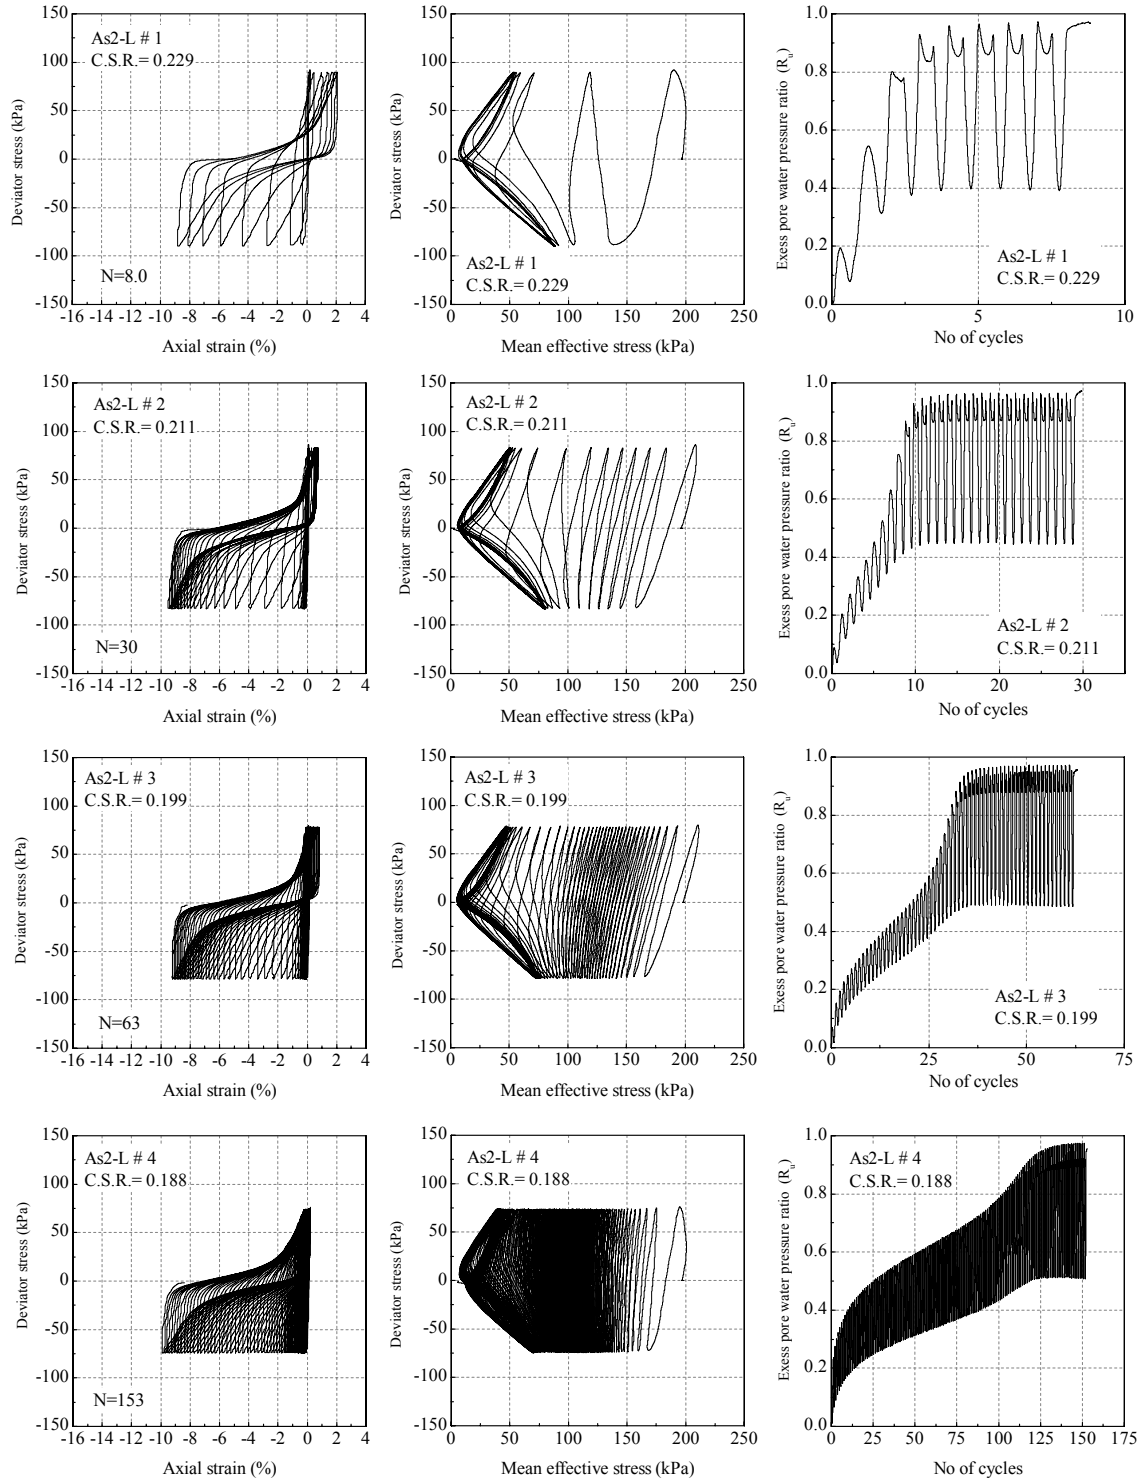 150
As2-L # 1
C.S.R.= 0.229
100
50
0
-50
-100
-150
Deviator stress (kPa)
N=8.0
-16 -14 -12 -10 -8 -6 -4 -2 0 2 4
Axial strain (%)
150
100
50
0
-50
-100
-150
Deviator stress (kPa)
As2-L # 1
C.S.R.= 0.229
0 50 100 150 200 250
Mean effective stress (kPa)
1.0
0.8
0.6
0.4
0.2
0.0
Exess pore water pressure ratio (Ru)
As2-L # 1
C.S.R.= 0.229
0 5 10
No of cycles
150
As2-L # 2
C.S.R.= 0.211
100
50
0
-50
-100
-150
Deviator stress (kPa)
N=30
-16 -14 -12 -10 -8 -6 -4 -2 0 2 4
Axial strain (%)
150
As2-L # 2
C.S.R.= 0.211
100
50
0
-50
-100
-150
Deviator stress (kPa)
0 50 100 150 200 250
Mean effective stress (kPa)
1.0
0.8
0.6
0.4
0.2
0.0
Exess pore water pressure ratio (Ru)
As2-L # 2
C.S.R.= 0.211
0 10 20 30
No of cycles
150
As2-L # 3
C.S.R.= 0.199
100
50
0
-50
-100
-150
Deviator stress (kPa)
N=63
-16 -14 -12 -10 -8 -6 -4 -2 0 2 4
Axial strain (%)
150
As2-L # 3
C.S.R.= 0.199
100
50
0
-50
-100
-150
Deviator stress (kPa)
0 50 100 150 200 250
Mean effective stress (kPa)
1.0
0.8
0.6
0.4
0.2
0.0
Exess pore water pressure ratio (Ru)
As2-L # 3
C.S.R.= 0.199
0 25 50 75
No of cycles
150
As2-L # 4
C.S.R.= 0.188
100
50
0
-50
-100
-150
Deviator stress (kPa)
N=153
-16 -14 -12 -10 -8 -6 -4 -2 0 2 4
Axial strain (%)
150
As2-L # 4
C.S.R.= 0.188
100
50
0
-50
-100
-150
Deviator stress (kPa)
0 50 100 150 200 250
Mean effective stress (kPa)
1.0
As2-L # 4
C.S.R.= 0.188
0.8
0.6
0.4
0.2
0.0
Exess pore water pressure ratio (Ru)
0 25 50 75 100 125 150 175
No of cycles